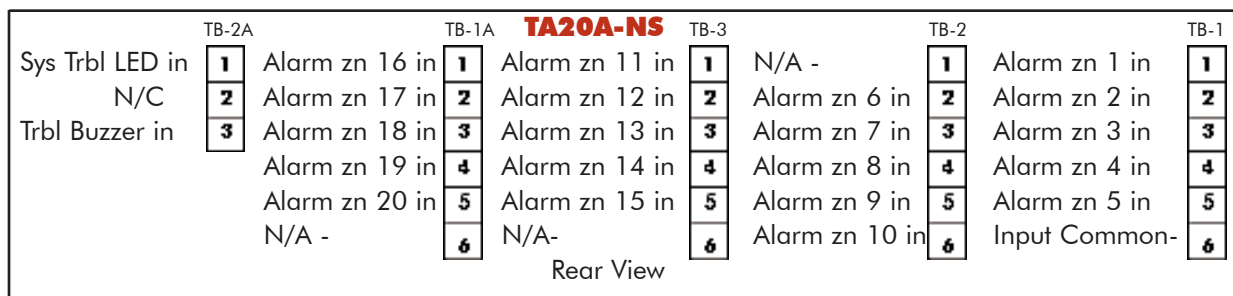 TB-2A TB-1A TA20A-NS TB-3 TB-2 TB-1
Sys Trbl LED in 1 Alarm zn 16 in 1 Alarm zn 11 in 1 N/A - 1 Alarm zn 1 in 1
N/C 2 Alarm zn 17 in 2 Alarm zn 12 in 2 Alarm zn 6 in 2 Alarm zn 2 in 2
Trbl Buzzer in 3 Alarm zn 18 in 3 Alarm zn 13 in 3 Alarm zn 7 in 3 Alarm zn 3 in 3
Alarm zn 19 in 4 Alarm zn 14 in 4 Alarm zn 8 in 4 Alarm zn 4 in 4
Alarm zn 20 in 5 Alarm zn 15 in 5 Alarm zn 9 in 5 Alarm zn 5 in 5
N/A - 6 N/A- 6 Alarm zn 10 in 6 Input Common- 6
Rear View